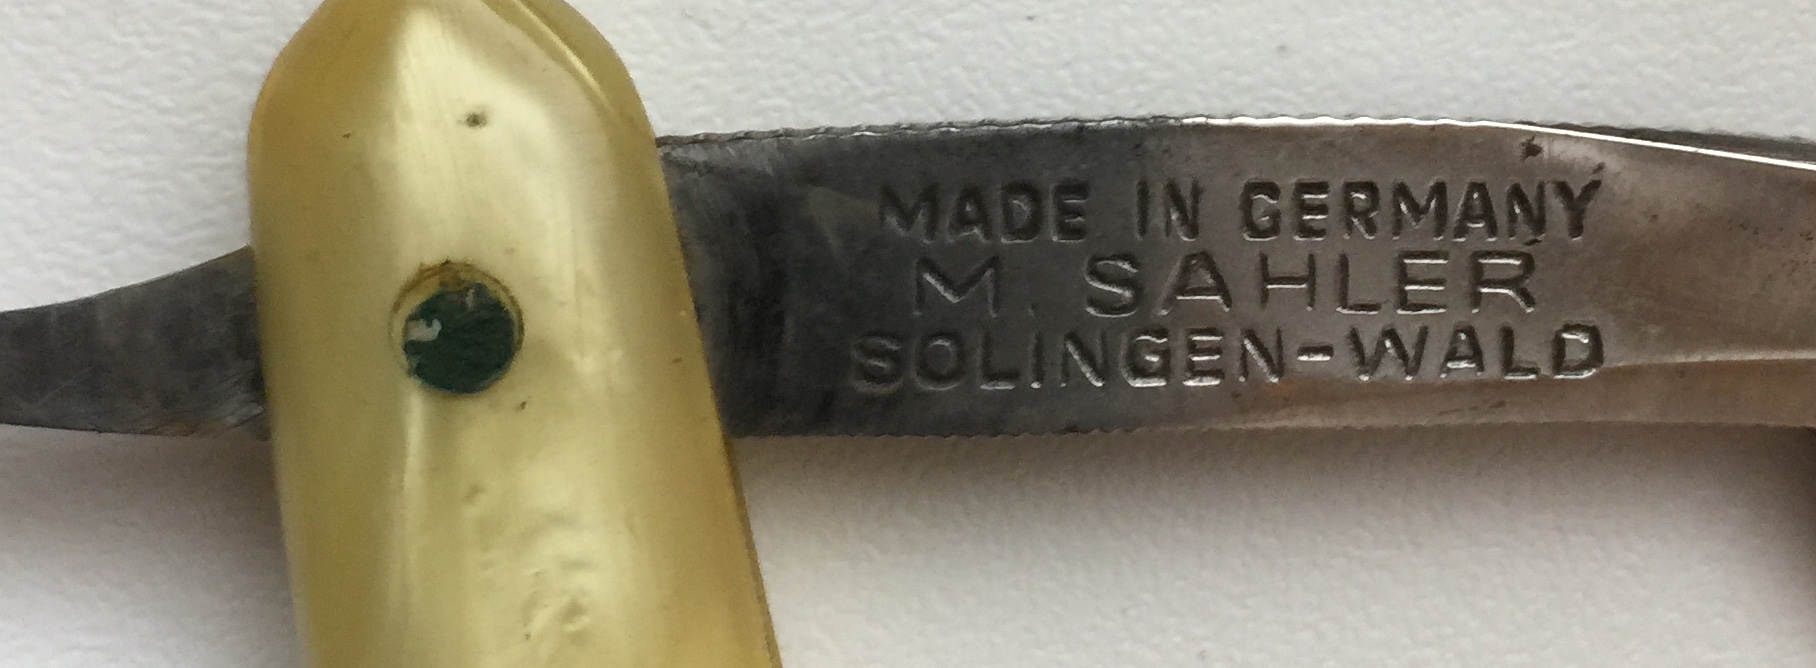 MADE IN GERMANY
M. SAHLER
SOLINGEN-WALD